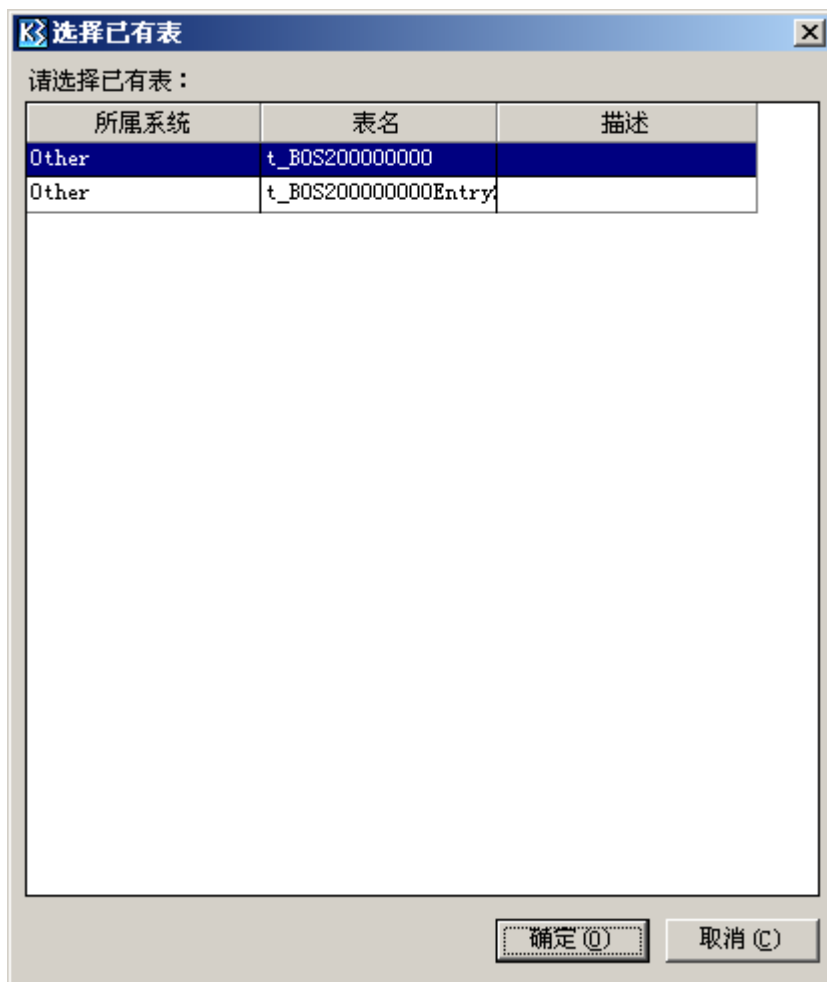 K3 选择已有表
请选择已有表：
所属系统 表名 描述
Other t_BOS200000000
Other t_BOS200000000Entry
确定(O) 取消(C)